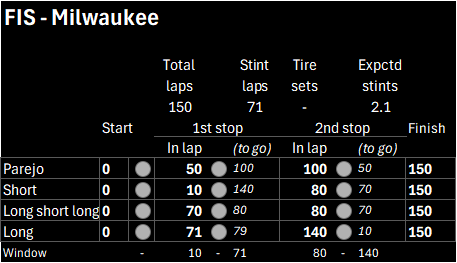 FIS - Milwaukee
Total laps Stint laps Tire sets Expctd stints
150 71 - 2.1
Start 1st stop 2nd stop Finish
In lap (to go) In lap (to go)
Parejo 0 50 100 100 50 150
Short 0 10 140 80 70 150
Long short long 0 70 80 80 70 150
Long 0 71 79 140 10 150
Window - 10 - 71 80 - 140